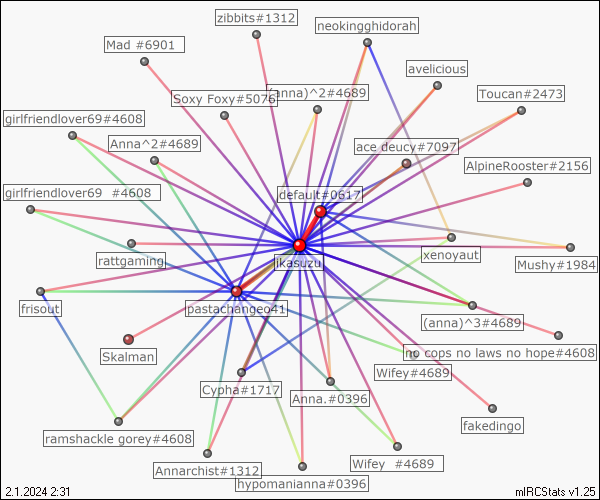 zibbits#1312
neokingghidorah
Mad #6901
avelicious
Soxy Foxy#5076
(anna)^2#4689
Toucan#2473
girlfriendlover69#4608
Anna^2#4689
ace deucy#7097
AlpineRooster#2156
girlfriendlover69 #4608
default#0617
rattgaming
ikasuzu
xenoyaut
Mushy#1984
frisout
pastachangeo41
(anna)^3#4689
Skalman
no cops no laws no hope#4608
Wifey#4689
Cypha#1717
Anna.#0396
fakedingo
ramshackle gorey#4608
Annarchist#1312
Wifey #4689
hypomanianna#0396
2.1.2024 2:31
mIRCStats v1.25